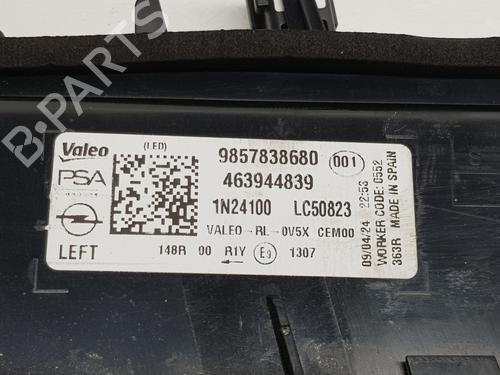 Valeo
(LED)
PSA
LEFT
9857838680 001
463944839
1N24100 LC50823
VALEO-RL-0V5X CEM00
148R 00 R1Y E9 1307
←
09/04/24 22:53
WORKER CODE:0552
363R MADE IN SPAIN
B-PARTS